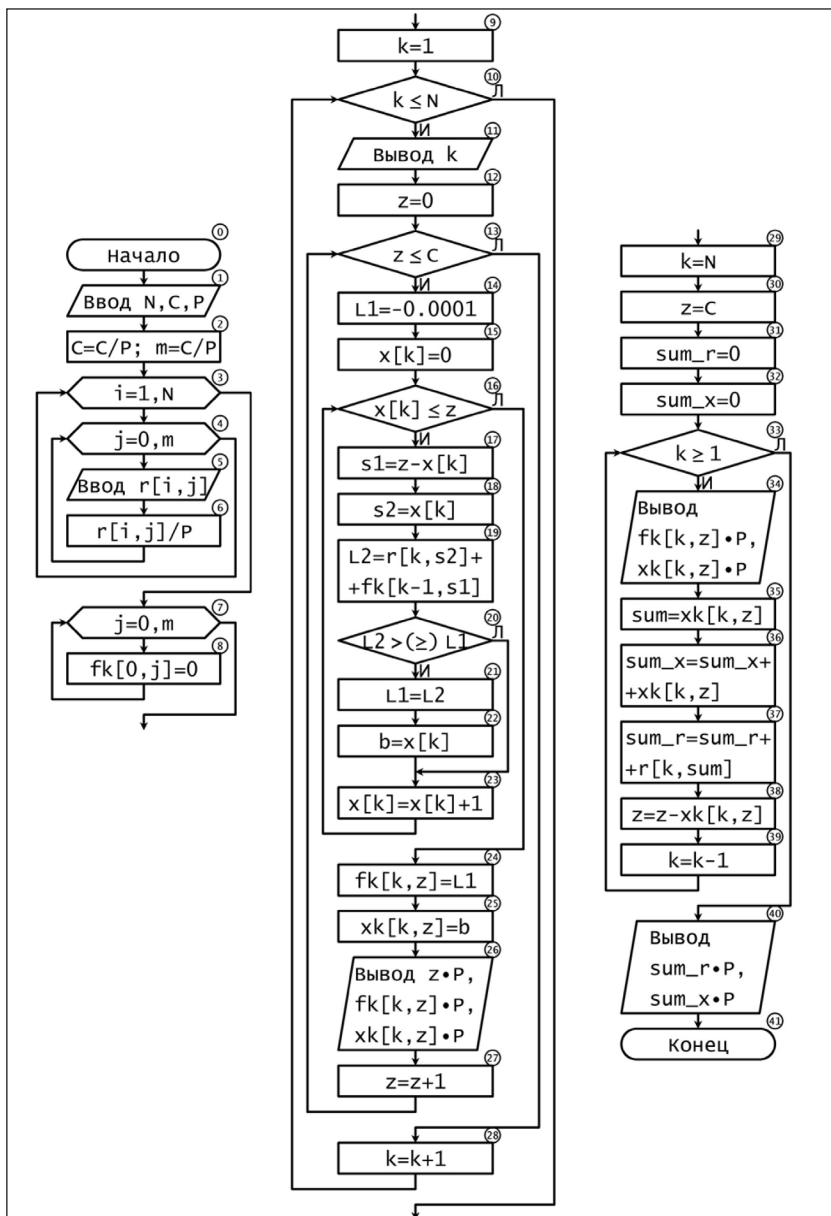 0
Начало
1
Ввод N,C,P
2
C=C/P; m=C/P
3
i=1,N
4
j=0,m
5
Ввод r[i,j]
6
r[i,j]/P
7
j=0,m
8
fk[0,j]=0
9
k=1
10
k ≤ N
Л
И
11
Вывод k
12
z=0
13
z ≤ C
Л
И
14
L1=-0.0001
15
x[k]=0
16
x[k] ≤ z
Л
И
17
s1=z-x[k]
18
s2=x[k]
19
L2=r[k,s2]+
+fk[k-1,s1]
20
L2 >(≥) L1
Л
И
21
L1=L2
22
b=x[k]
23
x[k]=x[k]+1
24
fk[k,z]=L1
25
xk[k,z]=b
26
Вывод z•P,
fk[k,z]•P,
xk[k,z]•P
27
z=z+1
28
k=k+1
29
k=N
30
z=C
31
sum_r=0
32
sum_x=0
33
k ≥ 1
Л
И
34
Вывод
fk[k,z]•P,
xk[k,z]•P
35
sum=xk[k,z]
36
sum_x=sum_x+
+xk[k,z]
37
sum_r=sum_r+
+r[k,sum]
38
z=z-xk[k,z]
39
k=k-1
40
Вывод
sum_r•P,
sum_x•P
41
Конец